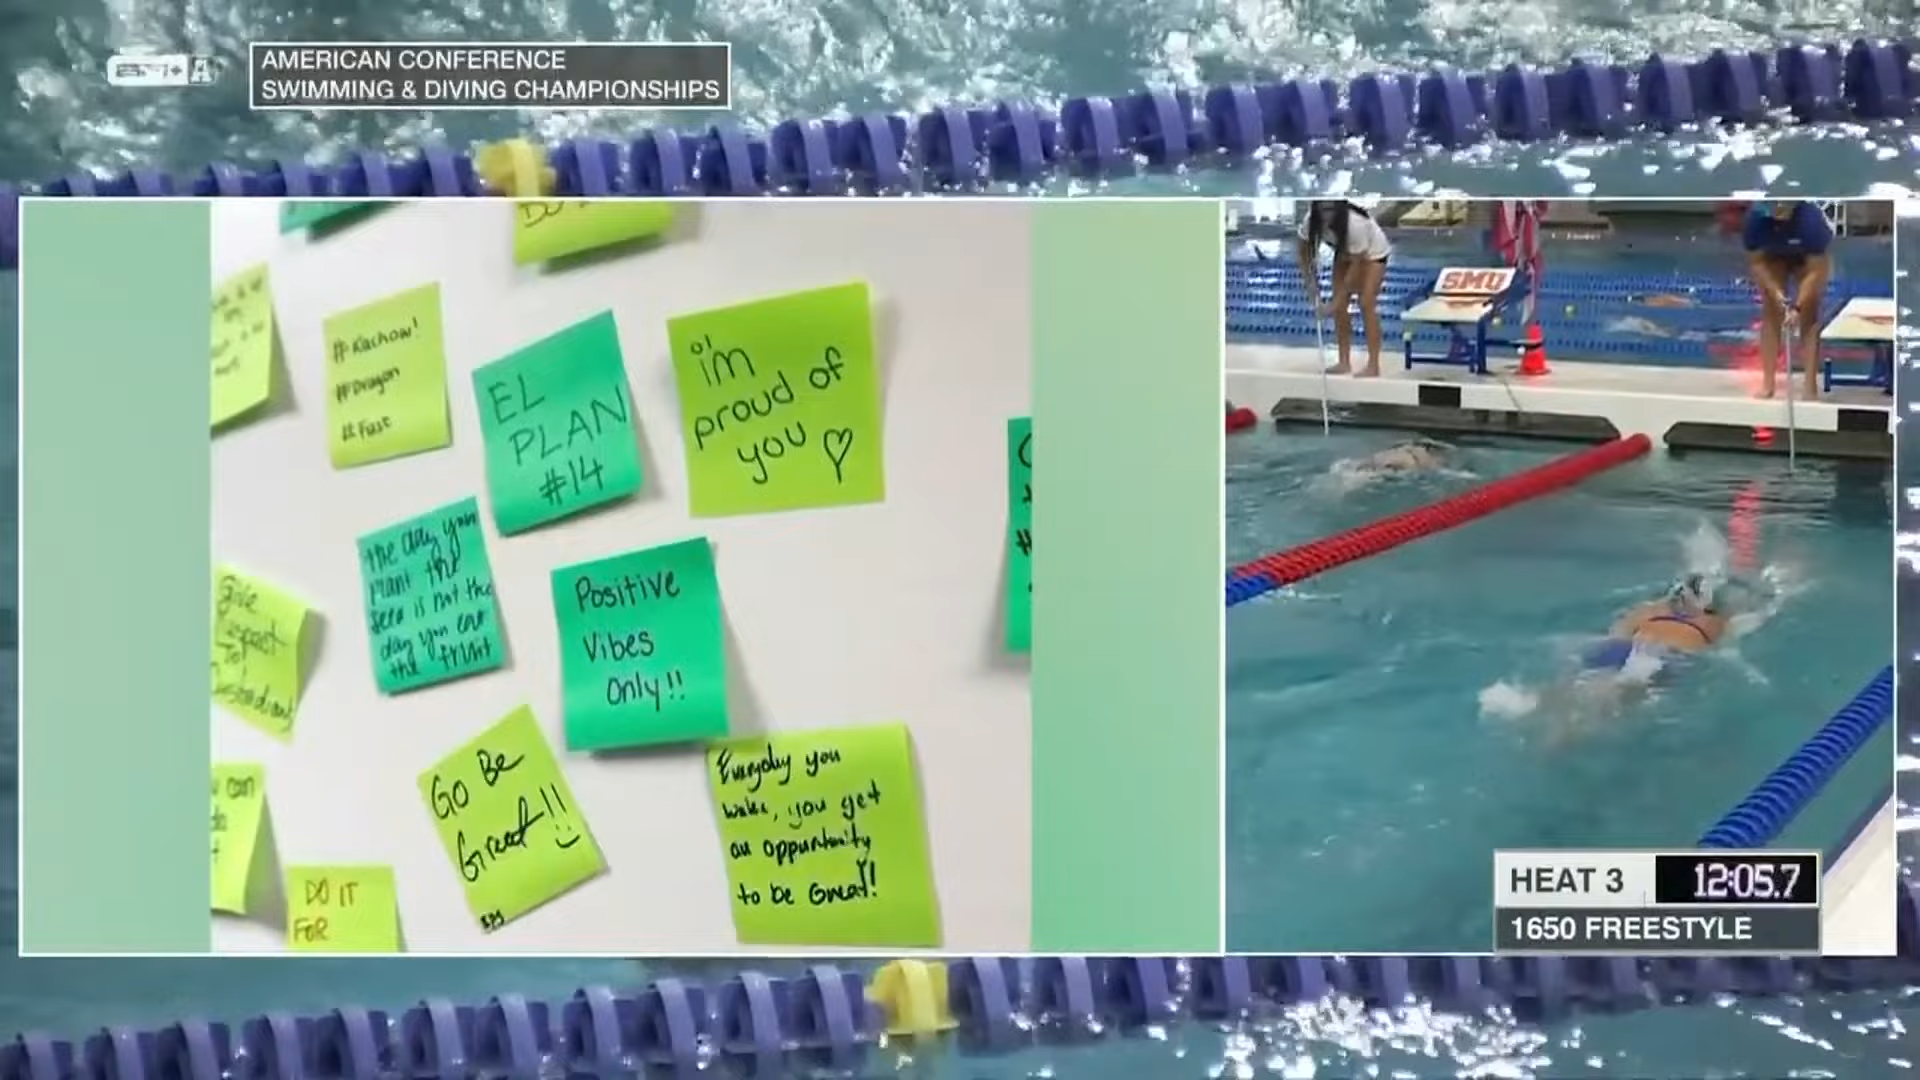 ESPN+
AMERICAN CONFERENCE
SWIMMING & DIVING CHAMPIONSHIPS
#Kachow!
#Dragon
#Fast
EL
PLAN
#14
i'm
proud of
you ♡
the day you
plant the
seed is not the
day you eat
the fruit
Positive
Vibes
Only!!
Give
Respect
To
Go Be
Great!!
Everyday you
wake, you get
an oppurtunity
to be Great!
can
DO IT
FOR
SMU
HEAT 3 12:05.7
1650 FREESTYLE